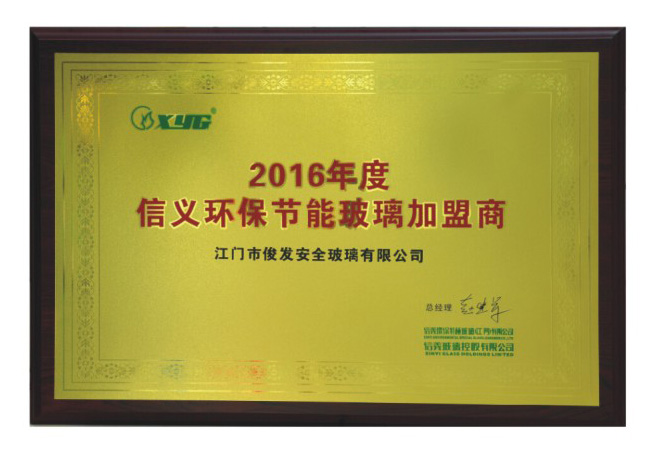 XYG®
2016年度
信义环保节能玻璃加盟商
江门市俊发安全玻璃有限公司
总经理
信义环保特种玻璃(江门)有限公司
信义玻璃控股有限公司
XINYI GLASS HOLDINGS LIMITED